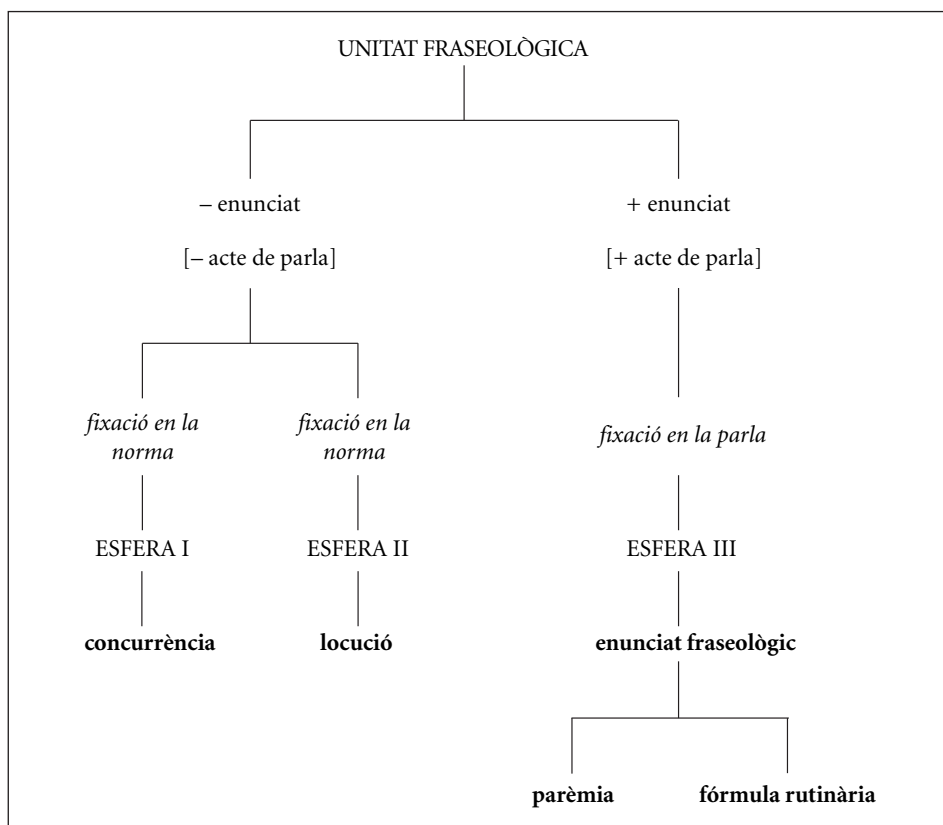 UNITAT FRASEOLÒGICA
– enunciat
+ enunciat
[– acte de parla]
[+ acte de parla]
fixació en la
norma
fixació en la
norma
fixació en la parla
ESFERA I
ESFERA II
ESFERA III
concurrència
locució
enunciat fraseològic
parèmia
fórmula rutinària